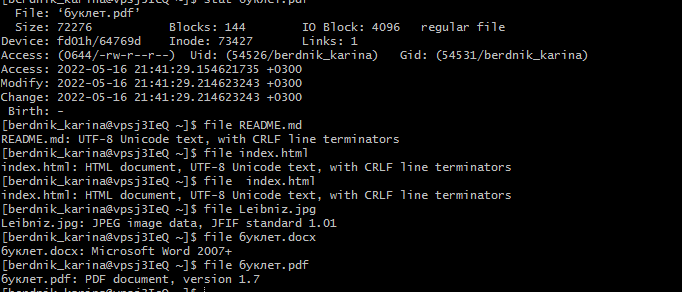 [berdnik_karina@vpsj3IeQ ~]$ stat буклет.pdf
File: ‘буклет.pdf’
Size: 72276 Blocks: 144 IO Block: 4096 regular file
Device: fd01h/64769d Inode: 73427 Links: 1
Access: (0644/-rw-r--r--) Uid: (54526/berdnik_karina) Gid: (54531/berdnik_karina)
Access: 2022-05-16 21:41:29.154621735 +0300
Modify: 2022-05-16 21:41:29.214623243 +0300
Change: 2022-05-16 21:41:29.214623243 +0300
Birth: -
[berdnik_karina@vpsj3IeQ ~]$ file README.md
README.md: UTF-8 Unicode text, with CRLF line terminators
[berdnik_karina@vpsj3IeQ ~]$ file index.html
index.html: HTML document, UTF-8 Unicode text, with CRLF line terminators
[berdnik_karina@vpsj3IeQ ~]$ file  index.html
index.html: HTML document, UTF-8 Unicode text, with CRLF line terminators
[berdnik_karina@vpsj3IeQ ~]$ file Leibniz.jpg
Leibniz.jpg: JPEG image data, JFIF standard 1.01
[berdnik_karina@vpsj3IeQ ~]$ file буклет.docx
буклет.docx: Microsoft Word 2007+
[berdnik_karina@vpsj3IeQ ~]$ file буклет.pdf
буклет.pdf: PDF document, version 1.7
[berdnik_karina@vpsj3IeQ ~]$